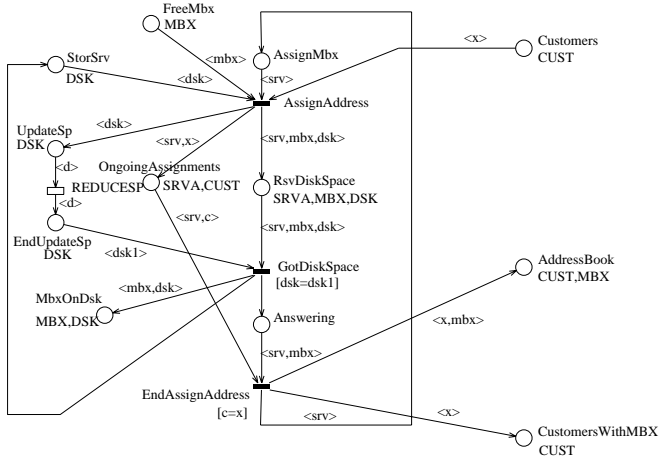 FreeMbx
MBX
<mbx>
AssignMbx
<srv>
<x>
Customers
CUST
StorSrv
DSK
<dsk>
AssignAddress
<dsk>
<srv,x>
<srv,mbx,dsk>
UpdateSp
DSK
<d>
REDUCESP
<d>
OngoingAssignments
SRVA,CUST
RsvDiskSpace
SRVA,MBX,DSK
<srv,c>
<srv,mbx,dsk>
EndUpdateSp
DSK
<dsk1>
GotDiskSpace
[dsk=dsk1]
AddressBook
CUST,MBX
<mbx,dsk>
MbxOnDsk
MBX,DSK
Answering
<x,mbx>
<srv,mbx>
EndAssignAddress
[c=x]
<srv>
<x>
CustomersWithMBX
CUST